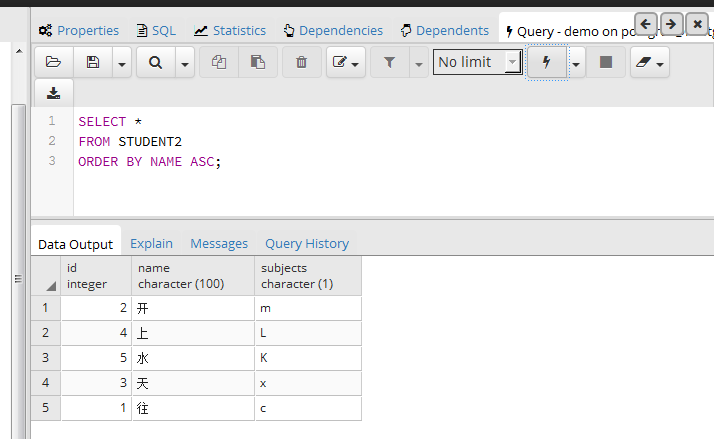 Properties SQL Statistics Dependencies Dependents Query - demo on po
No limit
1 SELECT *
2 FROM STUDENT2
3 ORDER BY NAME ASC;
Data Output Explain Messages Query History
id name subjects
integer character (100) character (1)
1 2 开 m
2 4 上 L
3 5 水 K
4 3 天 x
5 1 往 c